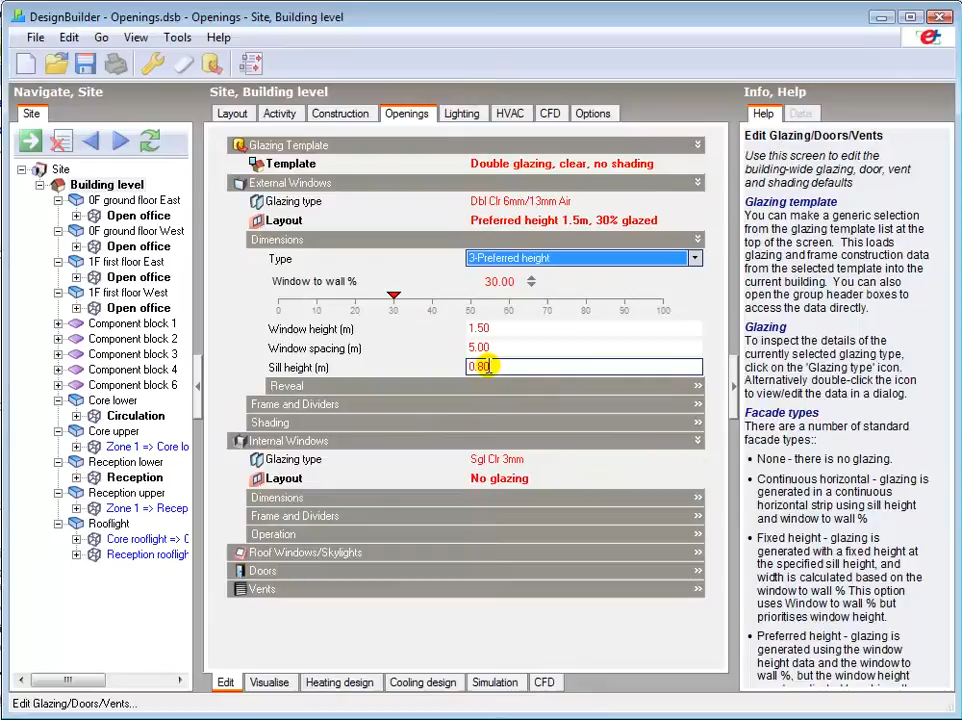 DesignBuilder - Openings.dsb - Openings - Site, Building level
File Edit Go View Tools Help
Navigate, Site
Site
Site
Building level
0F ground floor East
Open office
0F ground floor West
Open office
1F first floor East
Open office
1F first floor West
Open office
Component block 1
Component block 2
Component block 3
Component block 4
Component block 6
Core lower
Circulation
Core upper
Zone 1 => Core lo
Reception lower
Reception
Reception upper
Zone 1 => Recep
Rooflight
Core rooflight => C
Reception rooflight
Site, Building level
Layout Activity Construction Openings Lighting HVAC CFD Options
Glazing Template
Template Double glazing, clear, no shading
External Windows
Glazing type Dbl Clr 6mm/13mm Air
Layout Preferred height 1.5m, 30% glazed
Dimensions
Type 3-Preferred height
Window to wall % 30.00
0 10 20 30 40 50 60 70 80 90 100
Window height (m) 1.50
Window spacing (m) 5.00
Sill height (m) 0.80
Reveal
Frame and Dividers
Shading
Internal Windows
Glazing type Sgl Clr 3mm
Layout No glazing
Dimensions
Frame and Dividers
Operation
Roof Windows/Skylights
Doors
Vents
Edit Visualise Heating design Cooling design Simulation CFD
Info, Help
Help Data
Edit Glazing/Doors/Vents
Use this screen to edit the
building-wide glazing, door, vent
and shading defaults
Glazing template
You can make a generic selection
from the glazing template list at the
top of the screen. This loads
glazing and frame construction data
from the selected template into the
current building. You can also
open the group header boxes to
access the data directly.
Glazing
To inspect the details of the
currently selected glazing type,
click on the 'Glazing type' icon.
Alternatively double-click the icon
to view/edit the data in a dialog.
Facade types
There are a number of standard
facade types::
• None - there is no glazing.
• Continuous horizontal - glazing is
generated in a continuous
horizontal strip using sill height
and window to wall %
• Fixed height - glazing is
generated with a fixed height at
the specified sill height, and
width is calculated based on the
window to wall % This option
uses Window to wall % but
prioritises window height.
• Preferred height - glazing is
generated using the window
height data and the window to
wall %, but the window height
Edit Glazing/Doors/Vents...